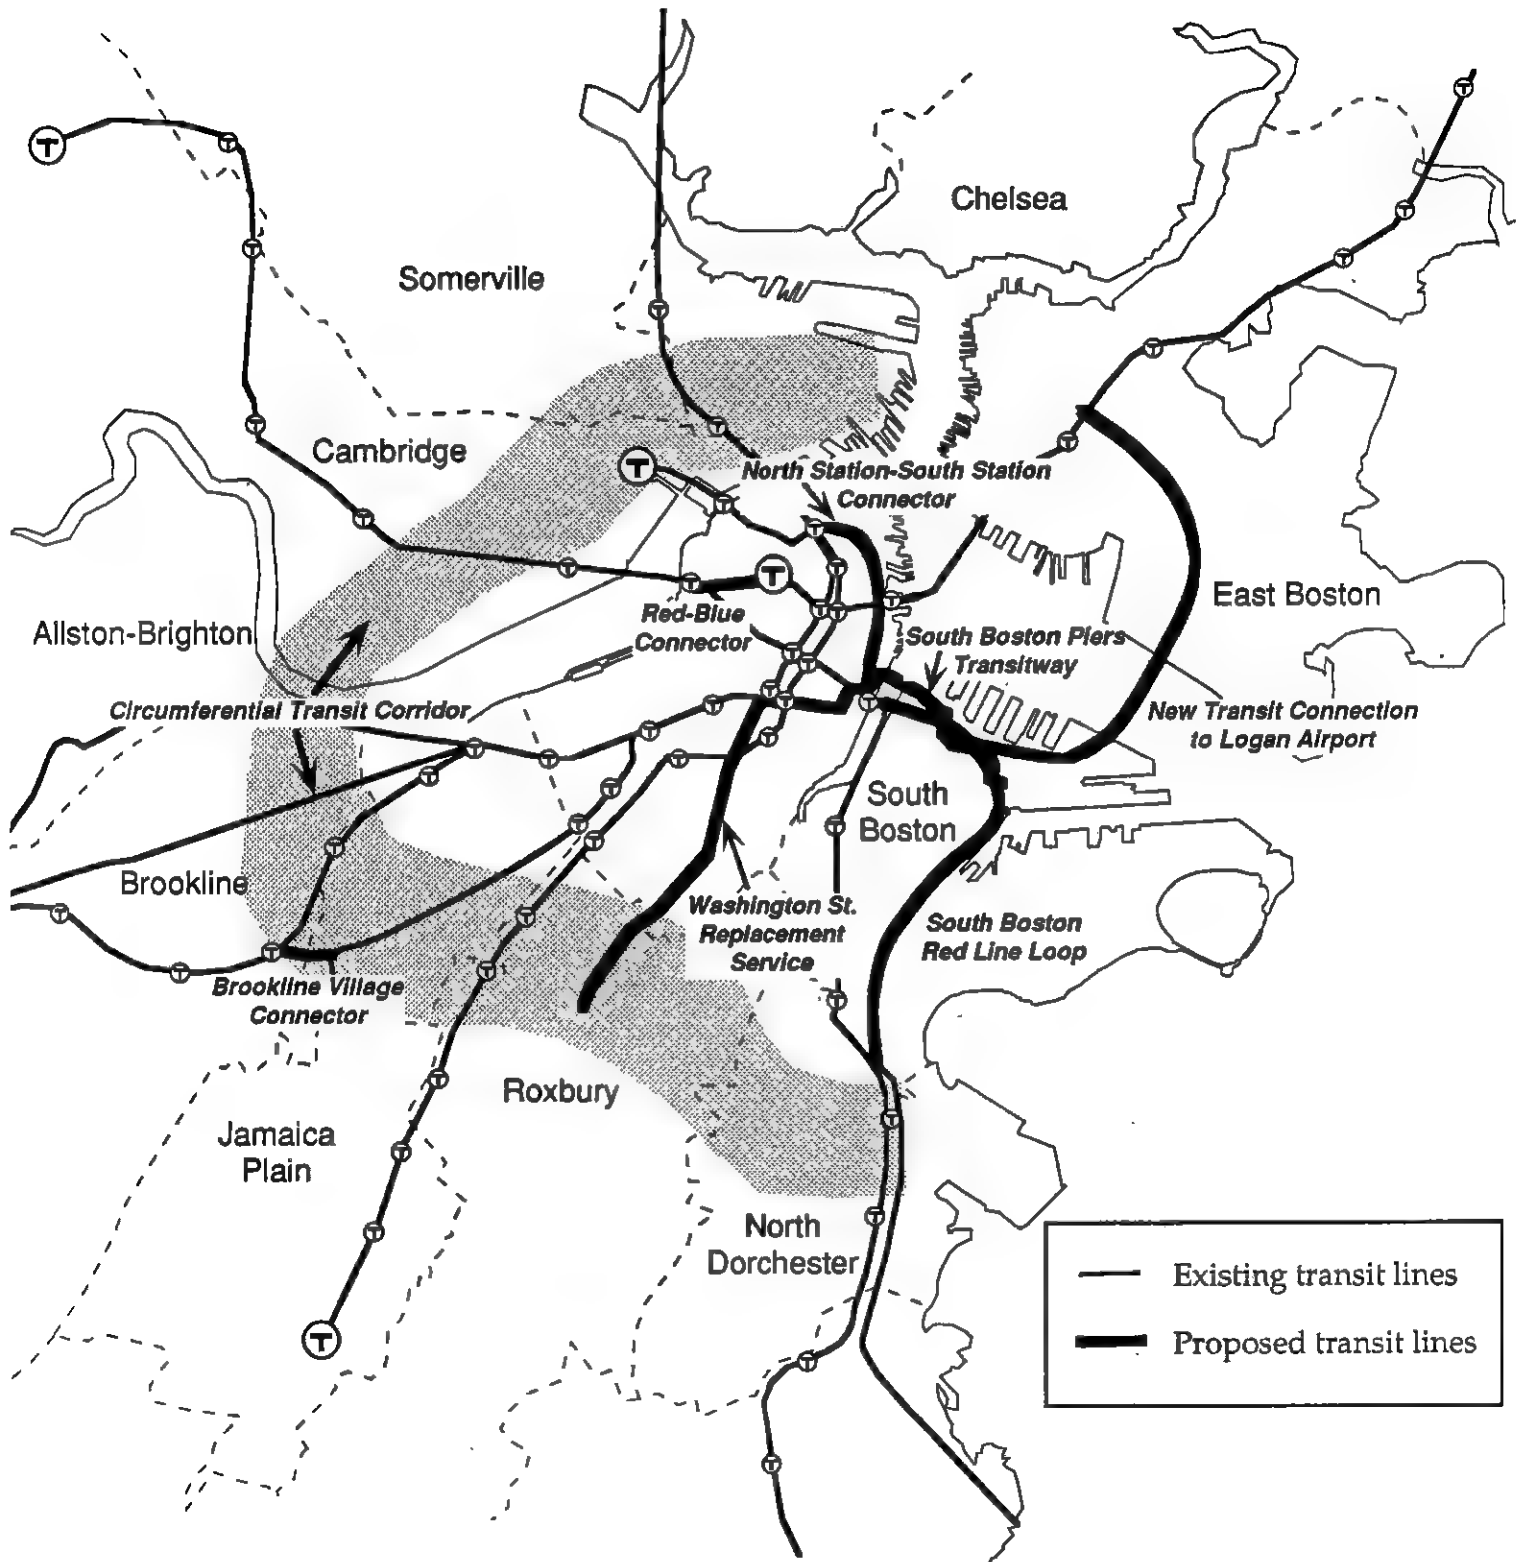 Chelsea
Somerville
Cambridge
North Station-South Station
Connector
Allston-Brighton
Red-Blue
Connector
East Boston
South Boston Piers
Transitway
Circumferential Transit Corridor
New Transit Connection
to Logan Airport
South
Boston
Brookline
Washington St.
Replacement
Service
South Boston
Red Line Loop
Brookline Village
Connector
Roxbury
Jamaica
Plain
North
Dorchester
Existing transit lines
Proposed transit lines